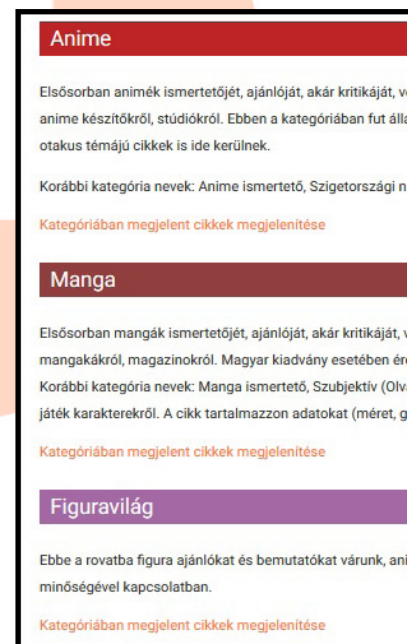 Anime
Elsősorban animék ismertetőjét, ajánlóját, akár kritikáját,
anime készítőkről, stúdiókról. Ebben a kategóriában fut
otakus témájú cikkek is ide kerülnek.
Korábbi kategória nevek: Anime ismertető, Szigetországi
Kategóriában megjelent cikkek megjelenítése
Manga
Elsősorban mangák ismertetőjét, ajánlóját, akár kritikáját,
mangakákról, magazinokról. Magyar kiadvány esetében
Korábbi kategória nevek: Manga ismertető, Szubjektív
játék karakterekről. A cikk tartalmazzon adatokat (méret,
Kategóriában megjelent cikkek megjelenítése
Figuravilág
Ebbe a rovatba figura ajánlókat és bemutatókat várunk,
minőségével kapcsolatban.
Kategóriában megjelent cikkek megjelenítése